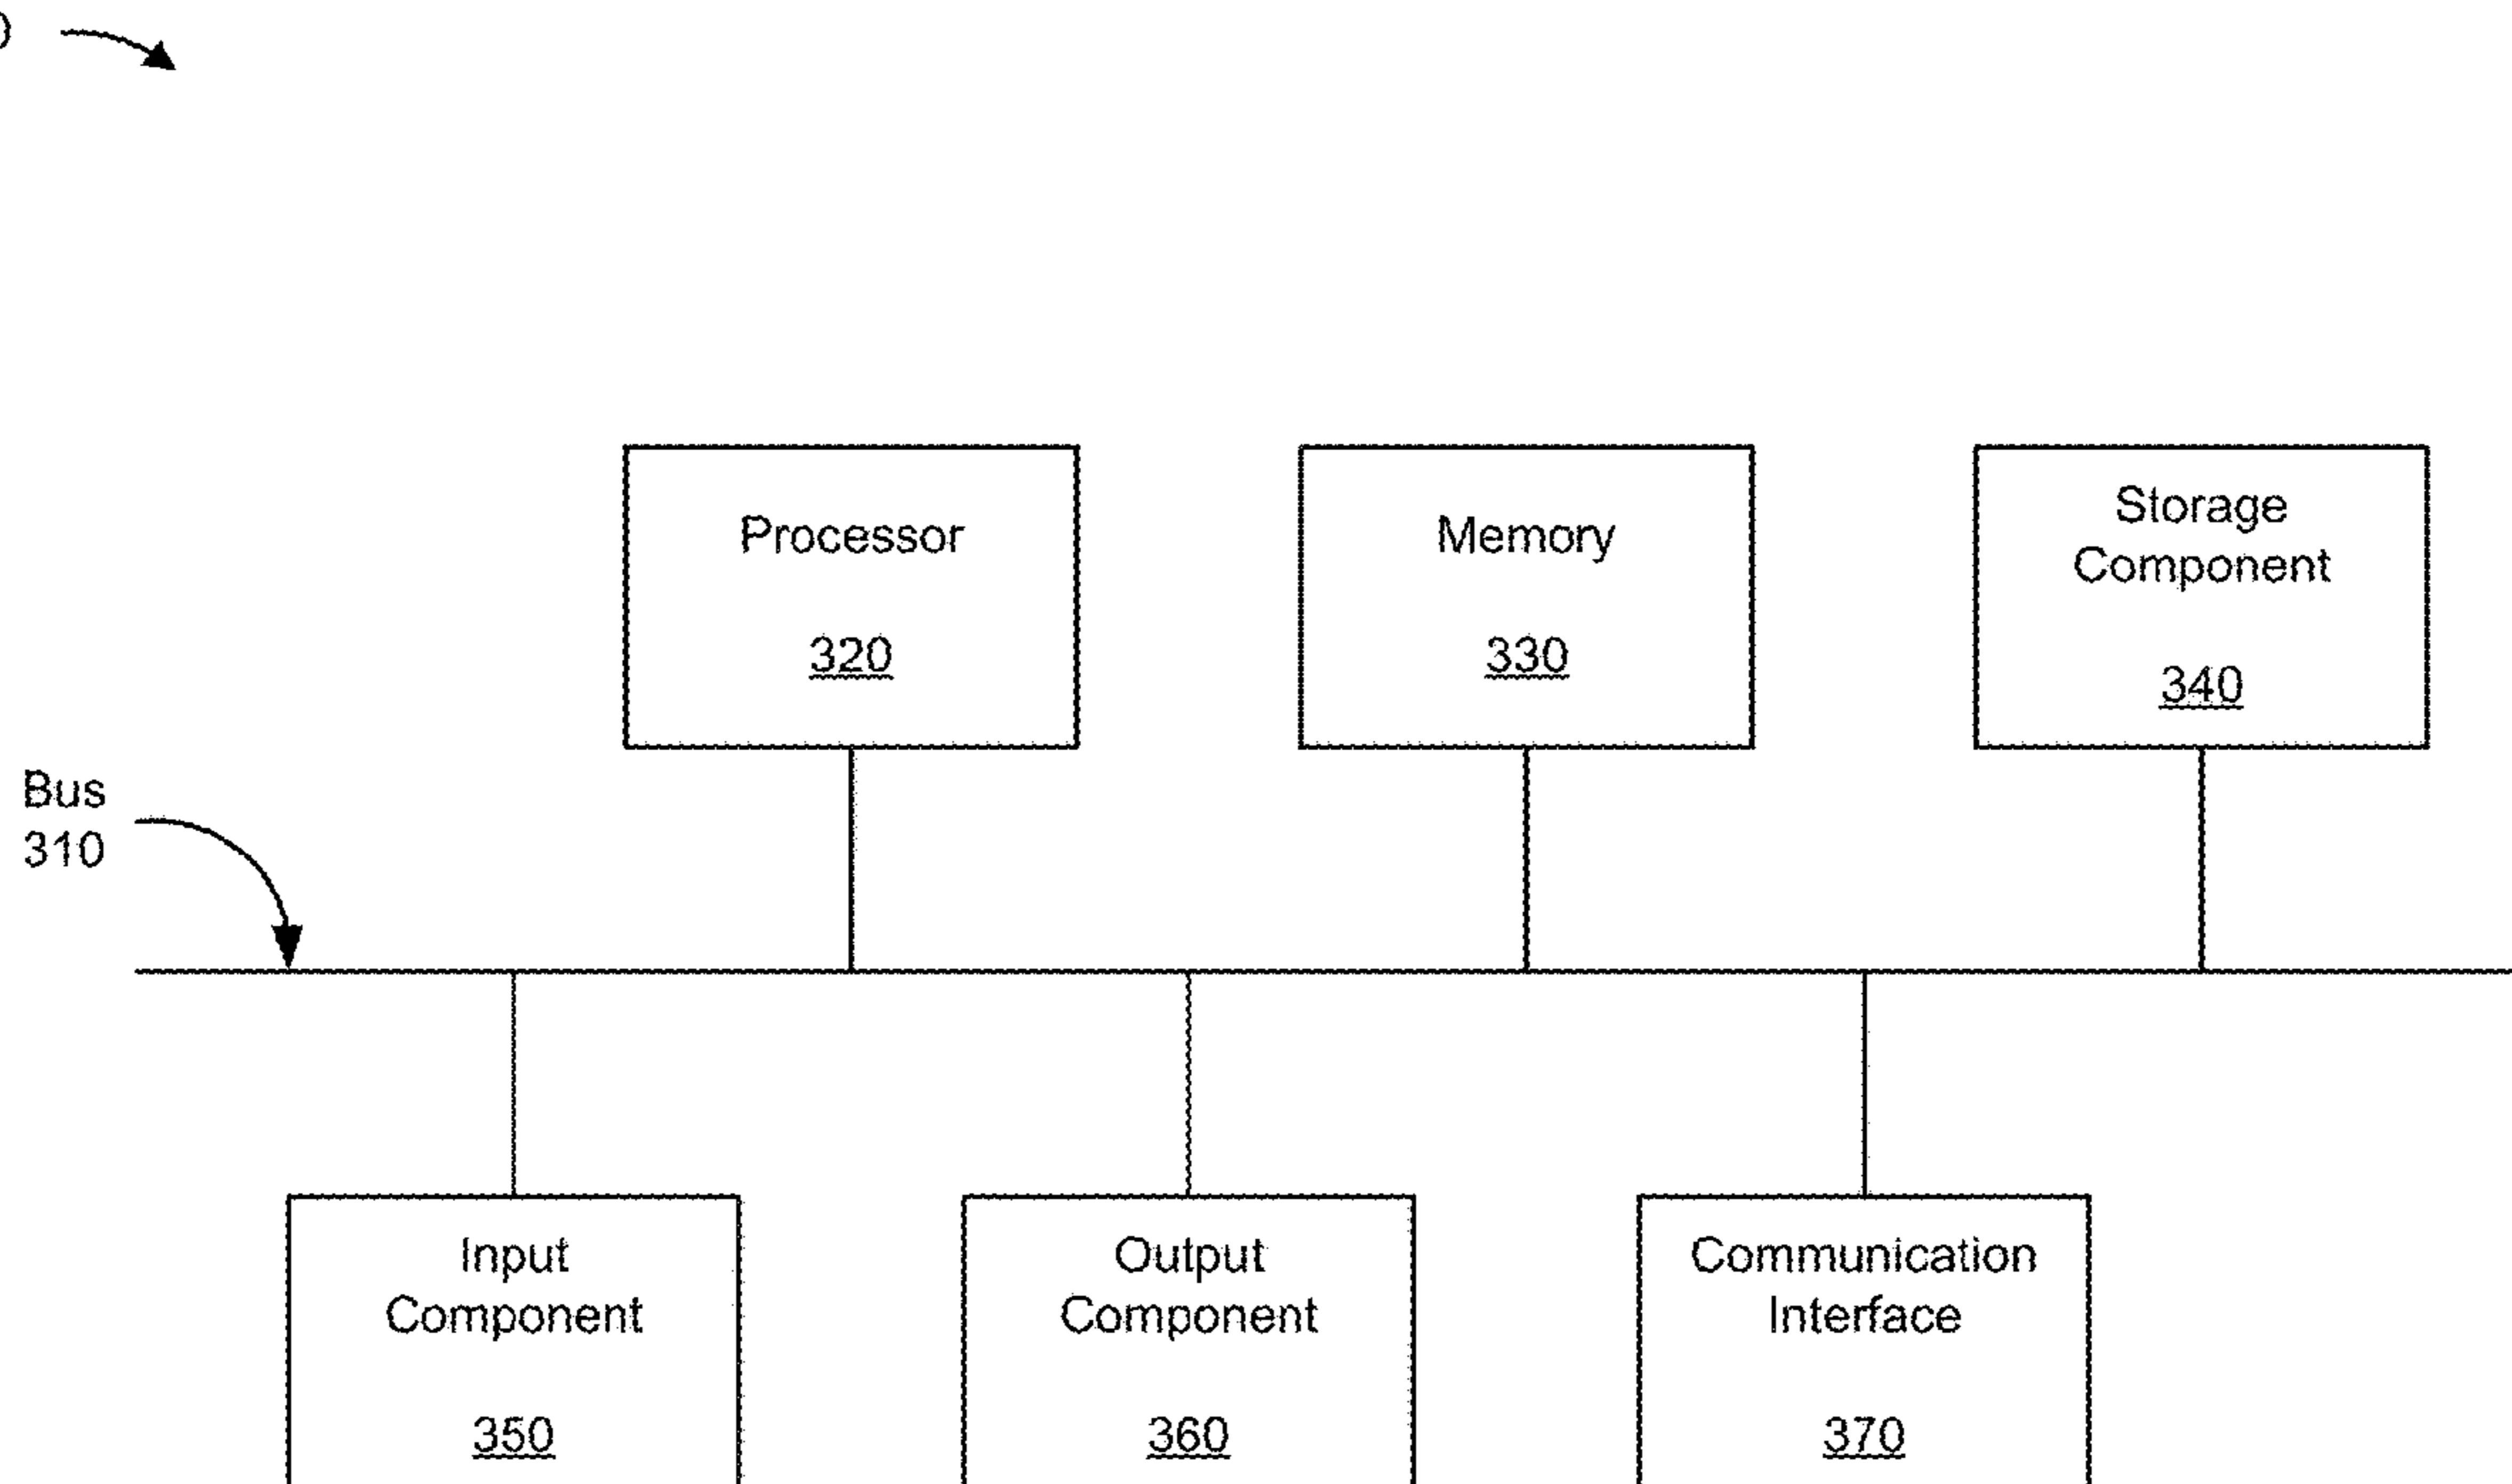 Processor
320
Memory
330
Storage
Component
340
Bus
310
Input
Component
350
Output
Component
360
Communication
Interface
370